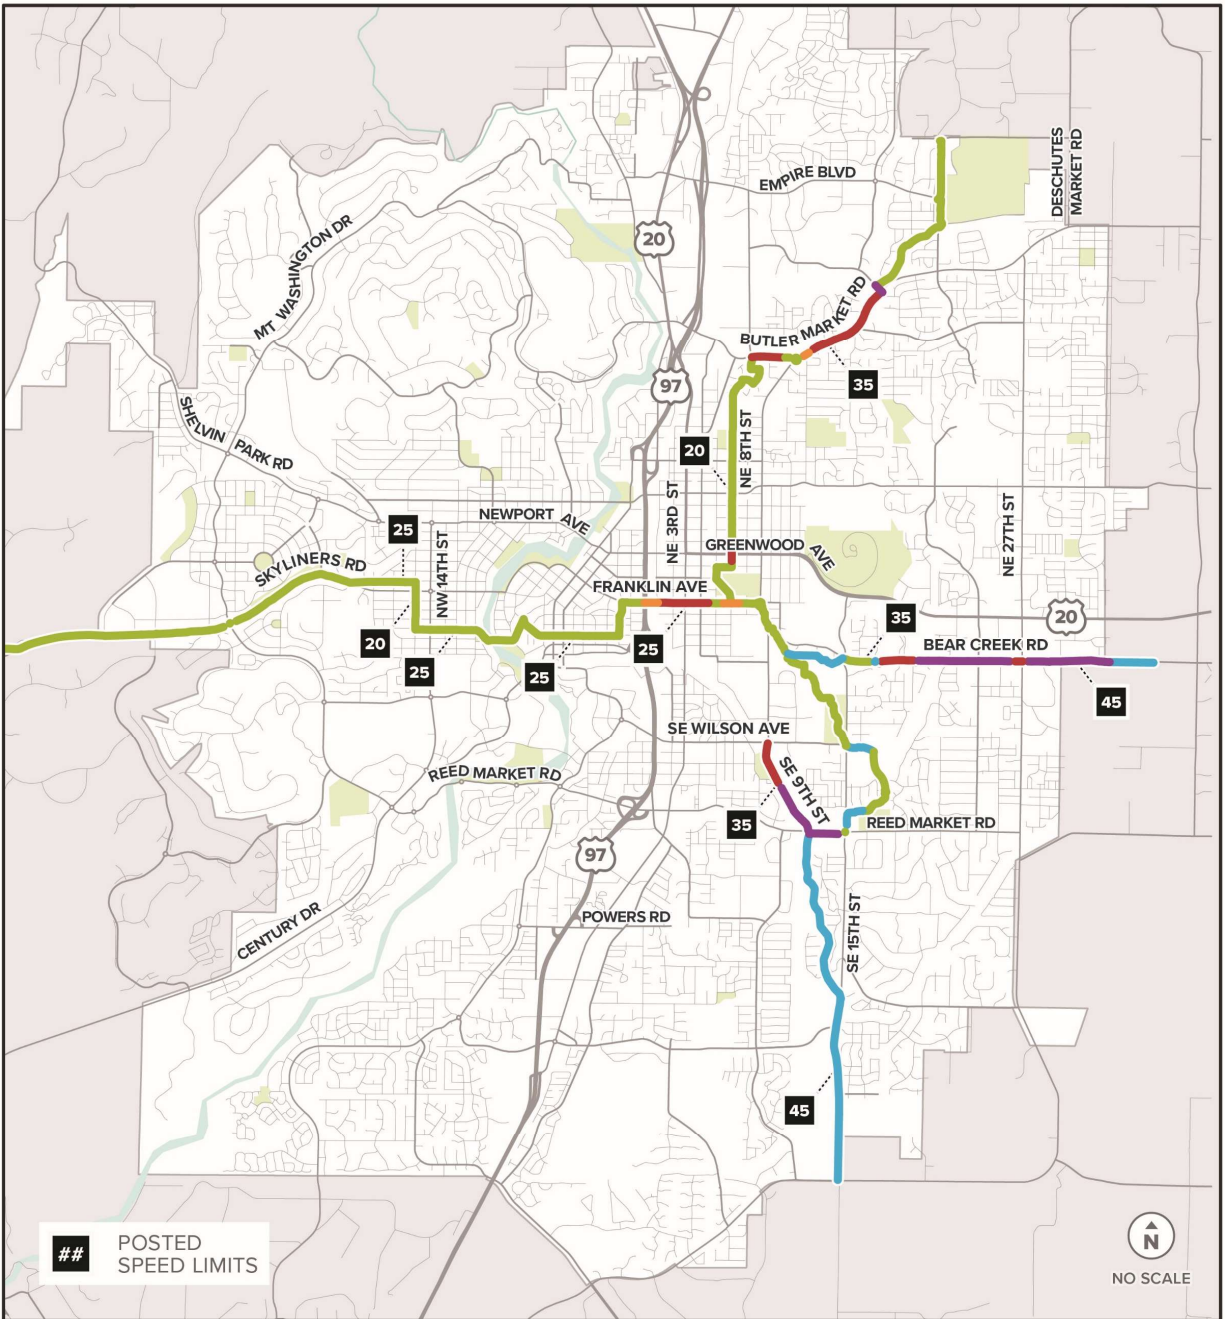 DESCHUTES
MARKET RD
EMPIRE BLVD
MT WASHINGTON DR
20
BUTLER MARKET RD
97
35
SHELVIN PARK RD
20
NE 8TH ST
NE 3RD ST
NE 27TH ST
NEWPORT AVE
25
NW 14TH ST
GREENWOOD AVE
SKYLINERS RD
FRANKLIN AVE
20
25
25
25
35
20
BEAR CREEK RD
45
SE WILSON AVE
SE 9TH ST
REED MARKET RD
35
REED MARKET RD
97
CENTURY DR
POWERS RD
SE 15TH ST
45
##
POSTED
SPEED LIMITS
N
NO SCALE